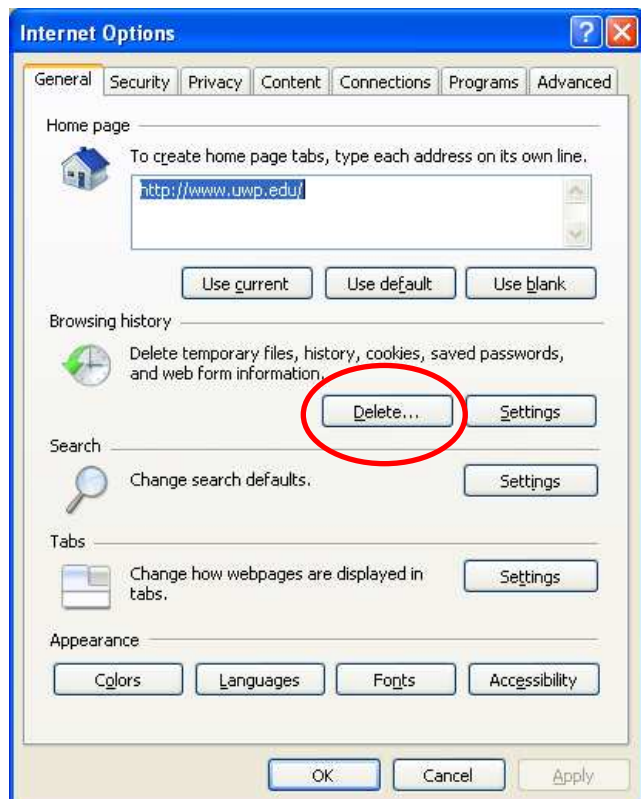 Internet Options
General Security Privacy Content Connections Programs Advanced
Home page
To create home page tabs, type each address on its own line.
http://www.uwp.edu/
Use current Use default Use blank
Browsing history
Delete temporary files, history, cookies, saved passwords,
and web form information.
Delete... Settings
Search
Change search defaults. Settings
Tabs
Change how webpages are displayed in
tabs.
Settings
Appearance
Colors Languages Fonts Accessibility
OK Cancel Apply